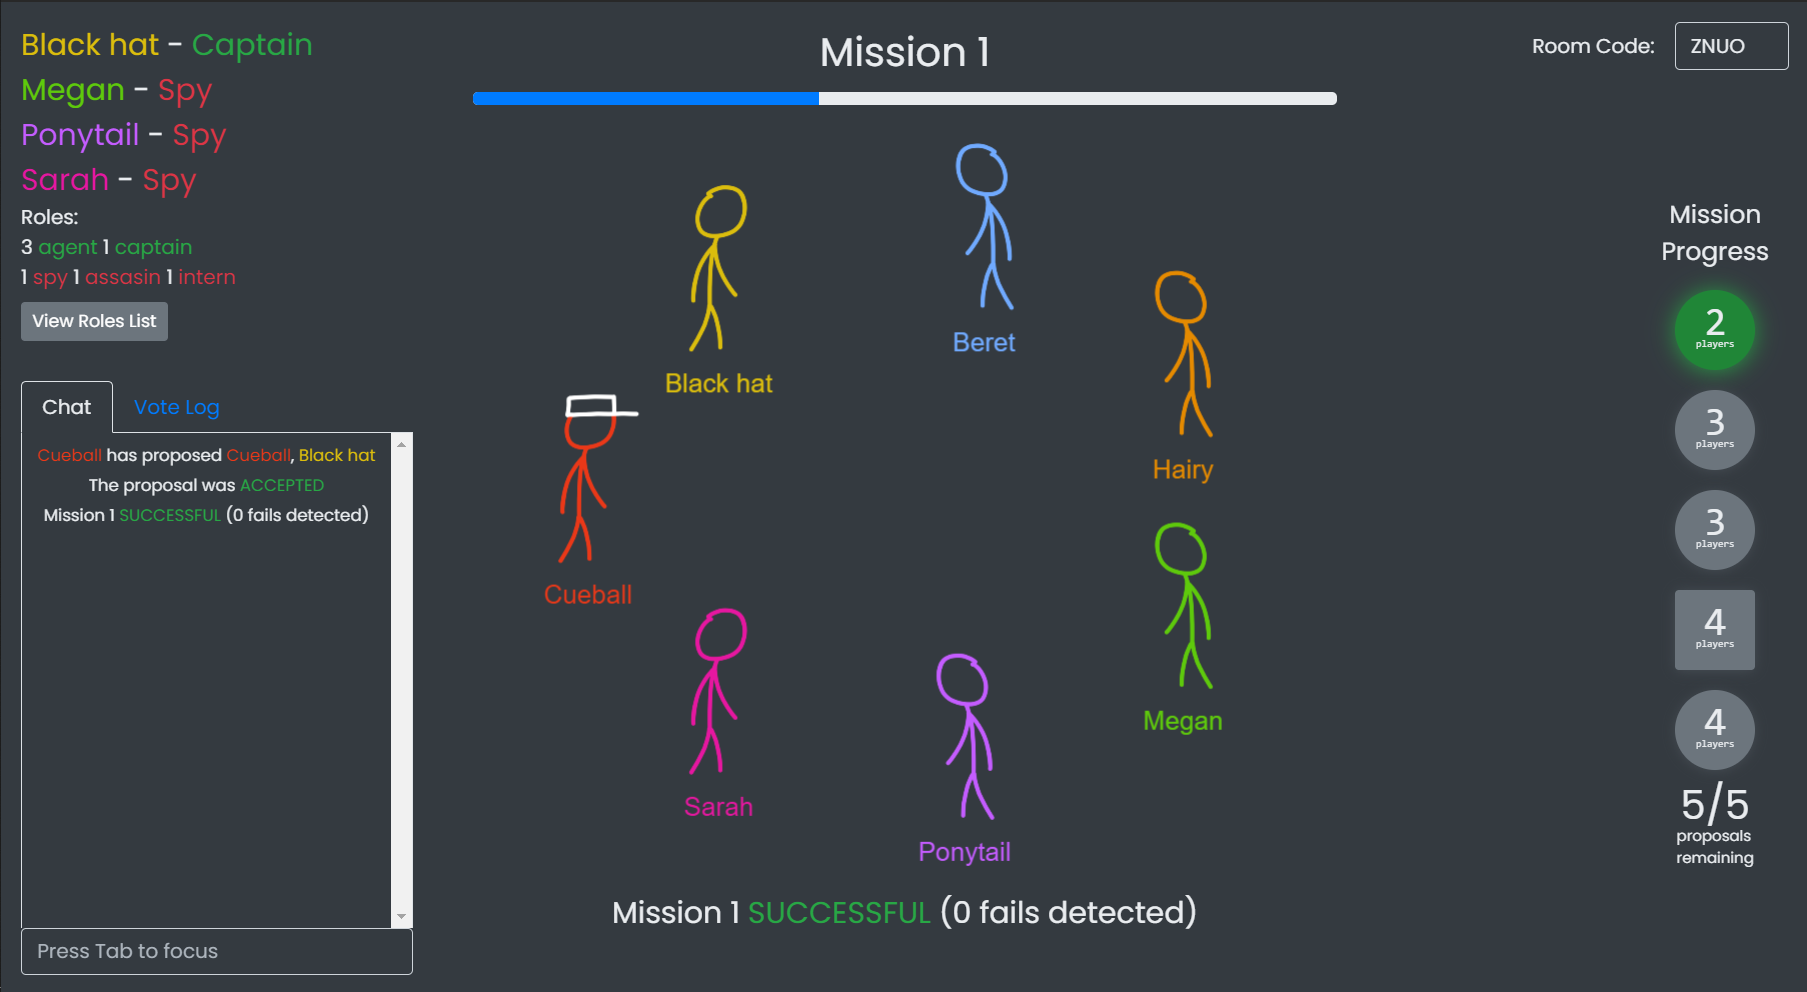 Black hat - Captain
Megan - Spy
Ponytail - Spy
Sarah - Spy
Roles:
3 agent 1 captain
1 spy 1 assasin 1 intern
View Roles List
Chat
Vote Log
Cueball has proposed Cueball, Black hat
The proposal was ACCEPTED
Mission 1 SUCCESSFUL (0 fails detected)
Press Tab to focus
Mission 1
Beret
Black hat
Hairy
Cueball
Megan
Sarah
Ponytail
Mission 1 SUCCESSFUL (0 fails detected)
Room Code:
ZNUO
Mission
Progress
2
players
3
players
3
players
4
players
4
players
5/5
proposals
remaining